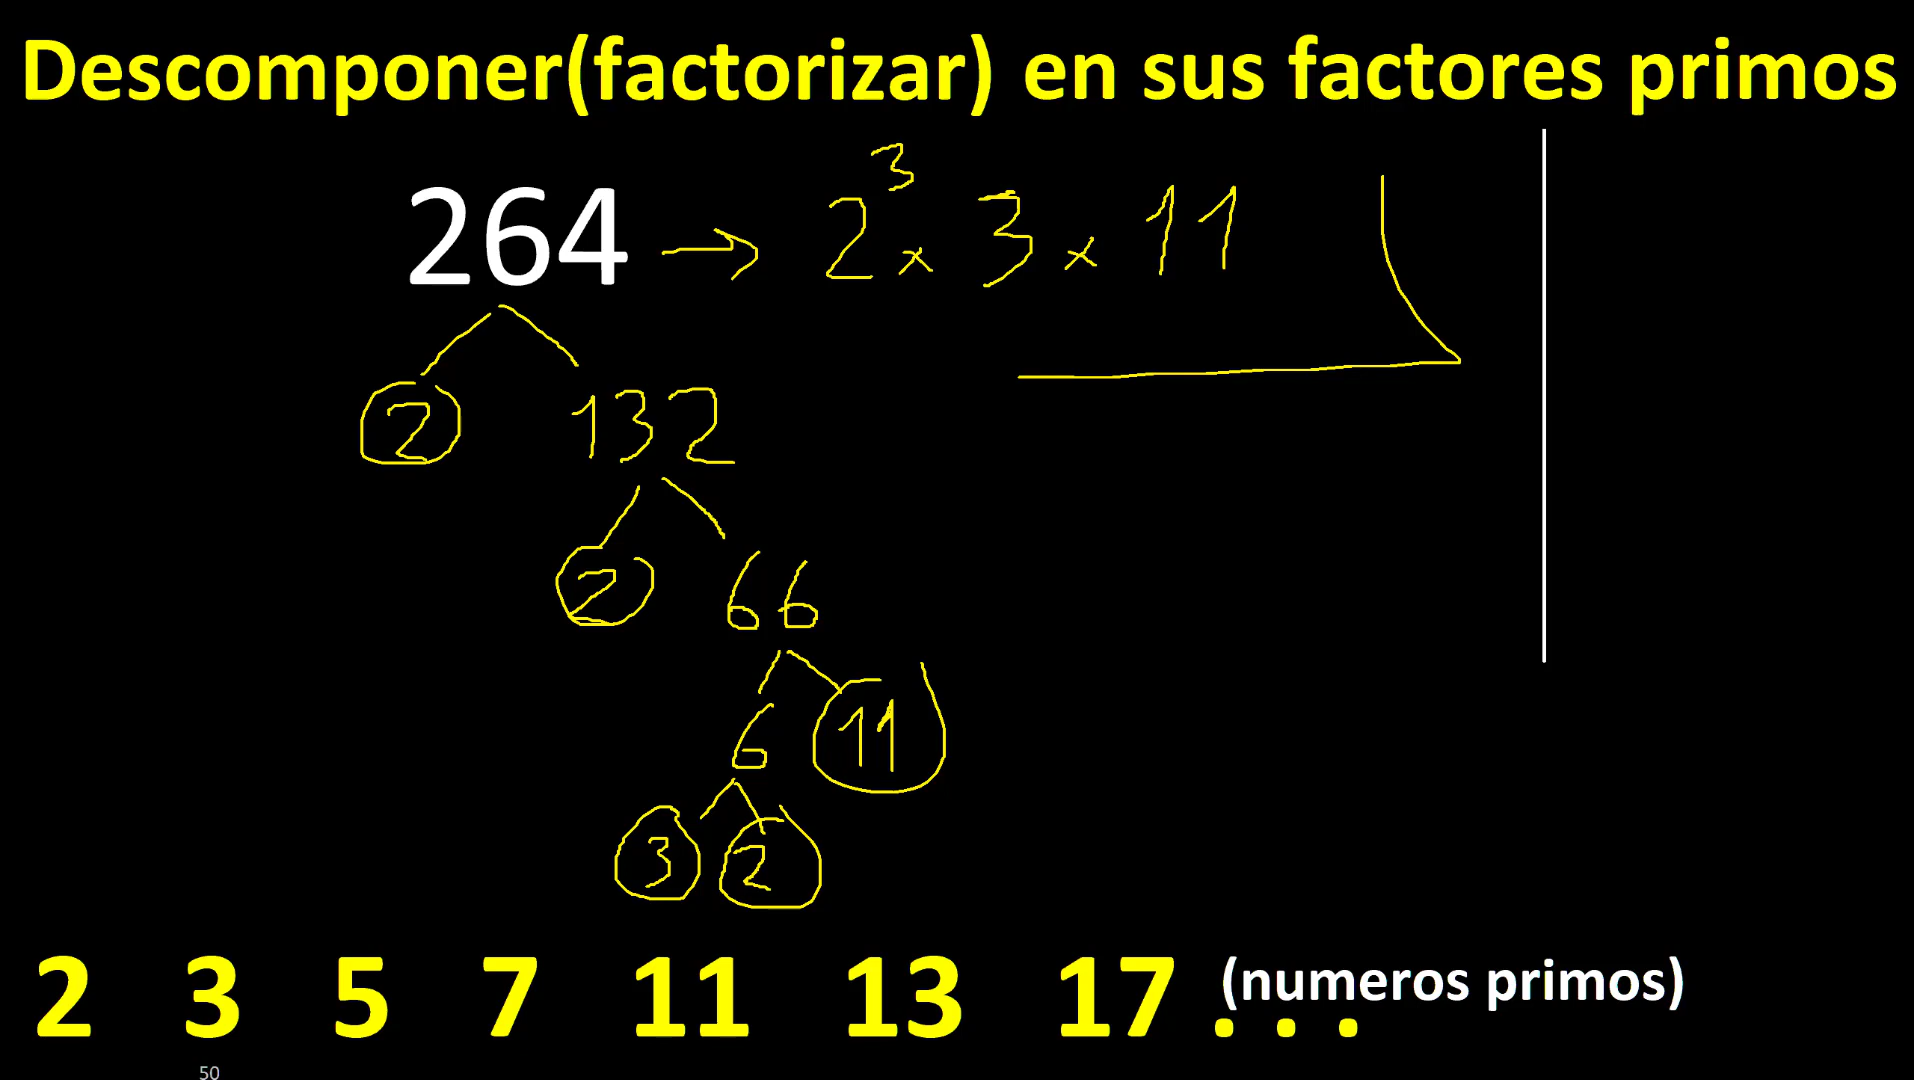 Descomponer(factorizar) en sus factores primos
264 → 2³ × 3 × 11
2 132
2 66
6 11
3 2
2 3 5 7 11 13 17 ... (numeros primos)
50